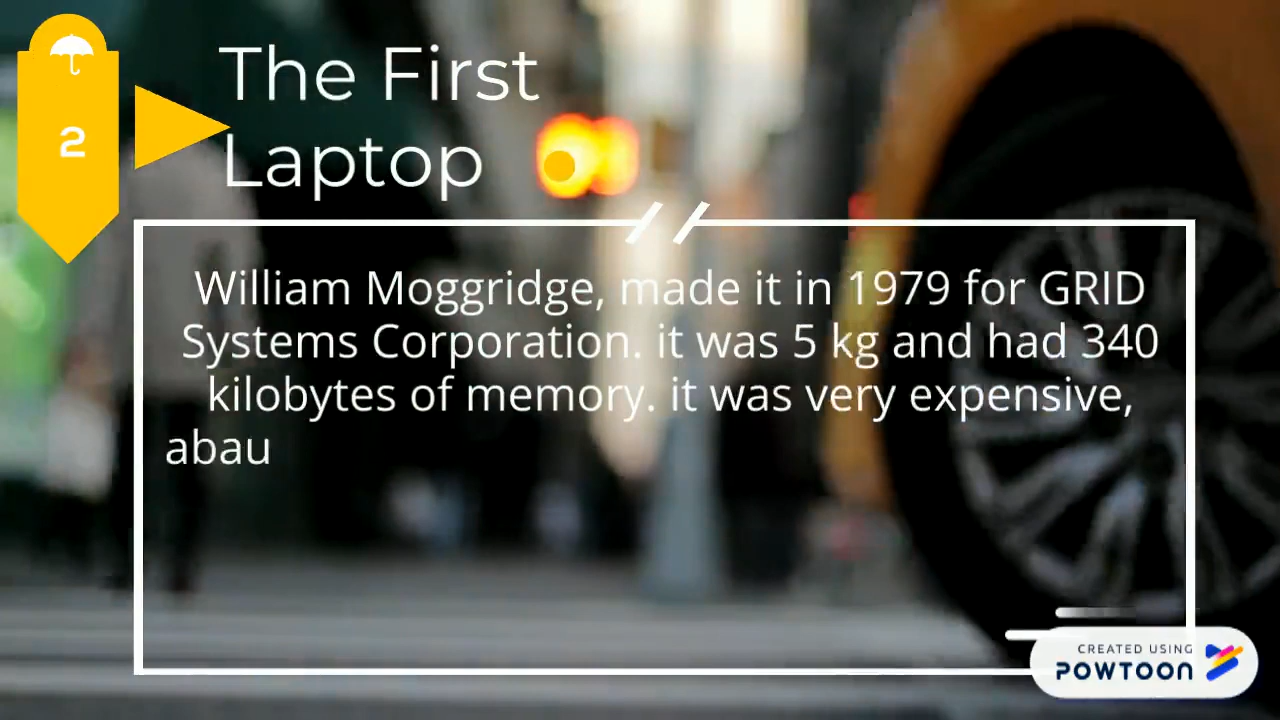 2
The First
Laptop
William Moggridge, made it in 1979 for GRID
Systems Corporation. it was 5 kg and had 340
kilobytes of memory. it was very expensive,
abau
CREATED USING
POWTOON